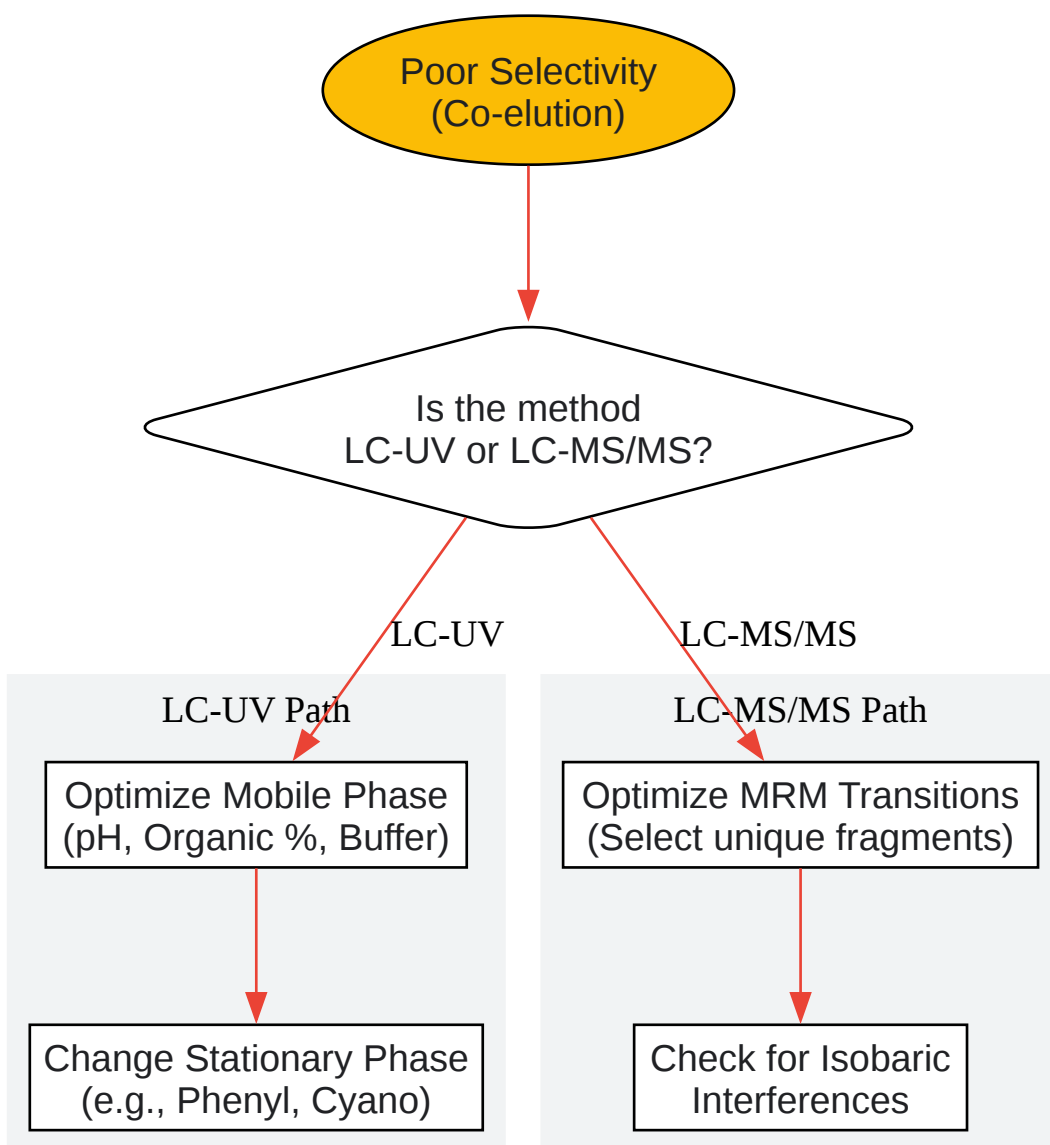 Poor Selectivity
(Co-elution)
Is the method
LC-UV or LC-MS/MS?
LC-UV
LC-MS/MS
LC-UV Path
LC-MS/MS Path
Optimize Mobile Phase
(pH, Organic %, Buffer)
Optimize MRM Transitions
(Select unique fragments)
Change Stationary Phase
(e.g., Phenyl, Cyano)
Check for Isobaric
Interferences